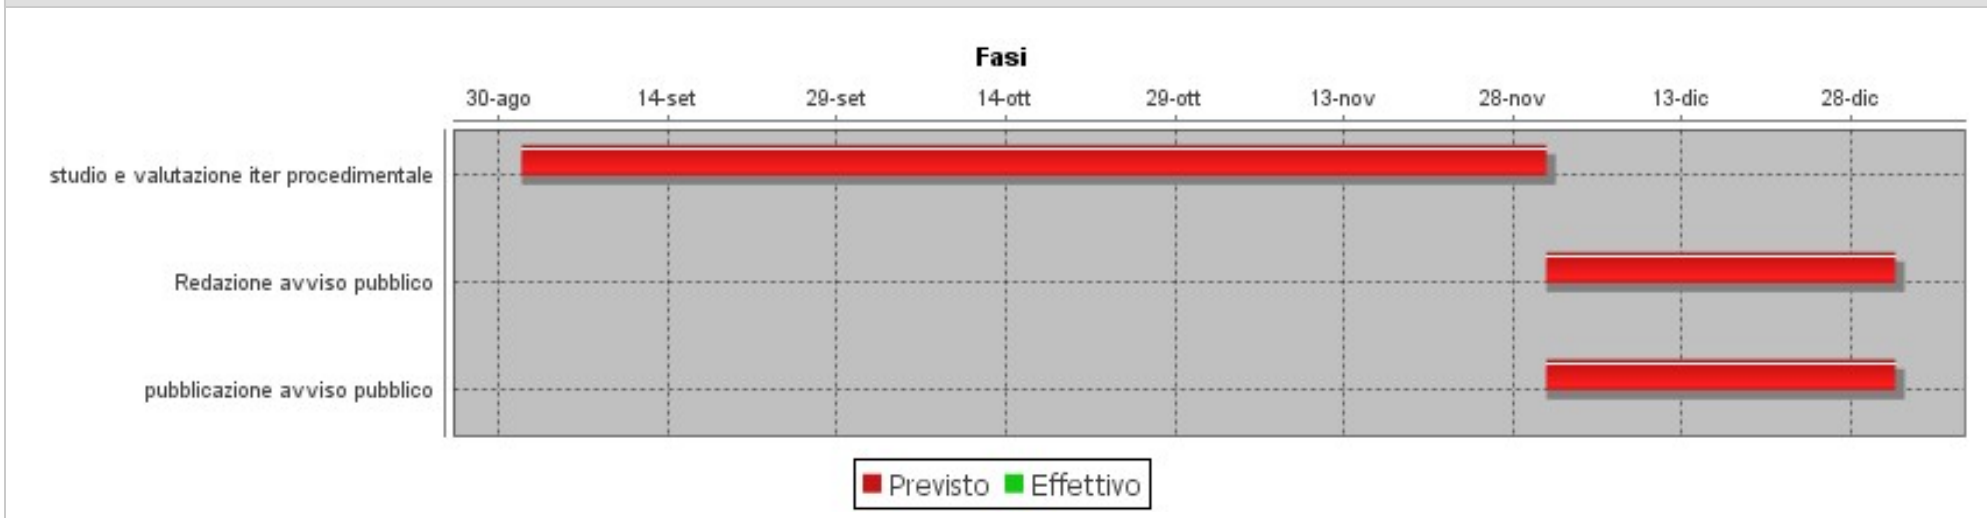 Fasi
30-ago 14-set 29-set 14-ott 29-ott 13-nov 28-nov 13-dic 28-dic
studio e valutazione iter procedimentale
Redazione avviso pubblico
pubblicazione avviso pubblico
Previsto Effettivo